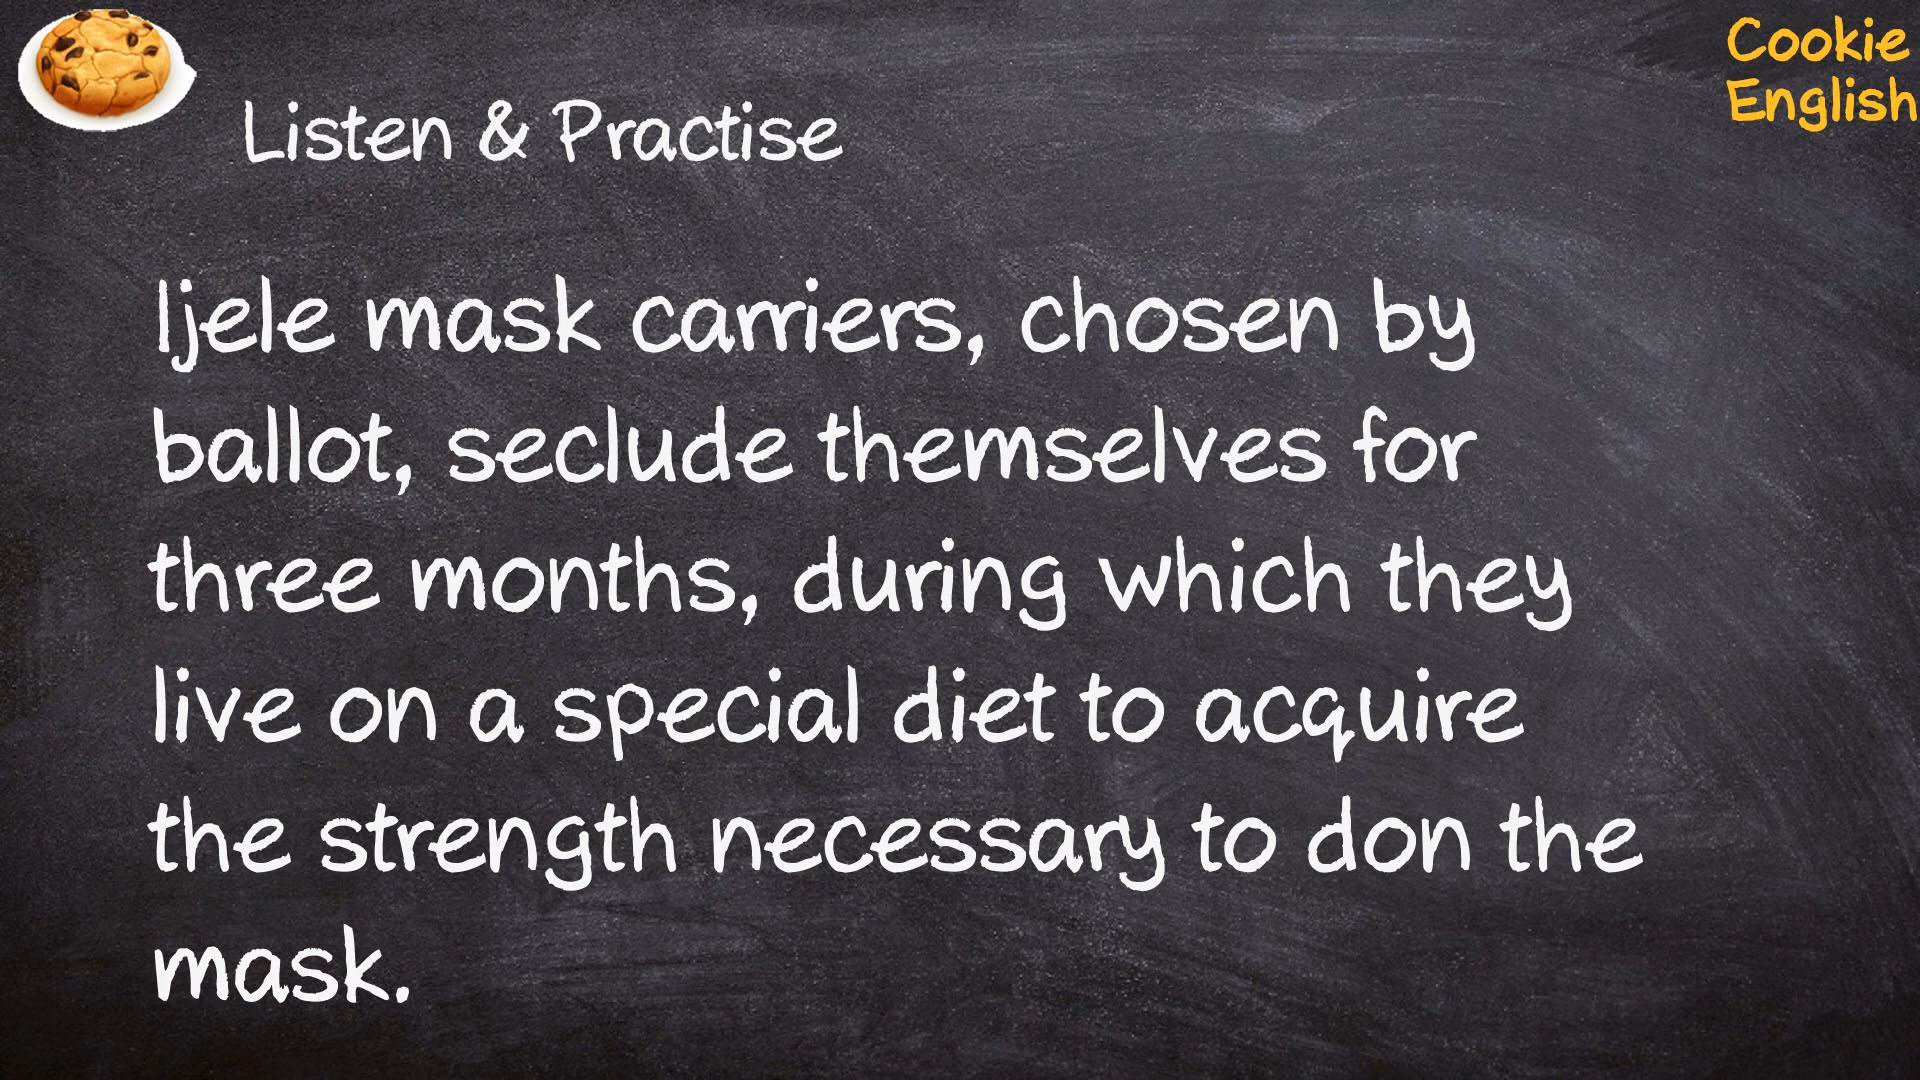 Cookie
English
Listen & Practise
Ijele mask carriers, chosen by
ballot, seclude themselves for
three months, during which they
live on a special diet to acquire
the strength necessary to don the
mask.